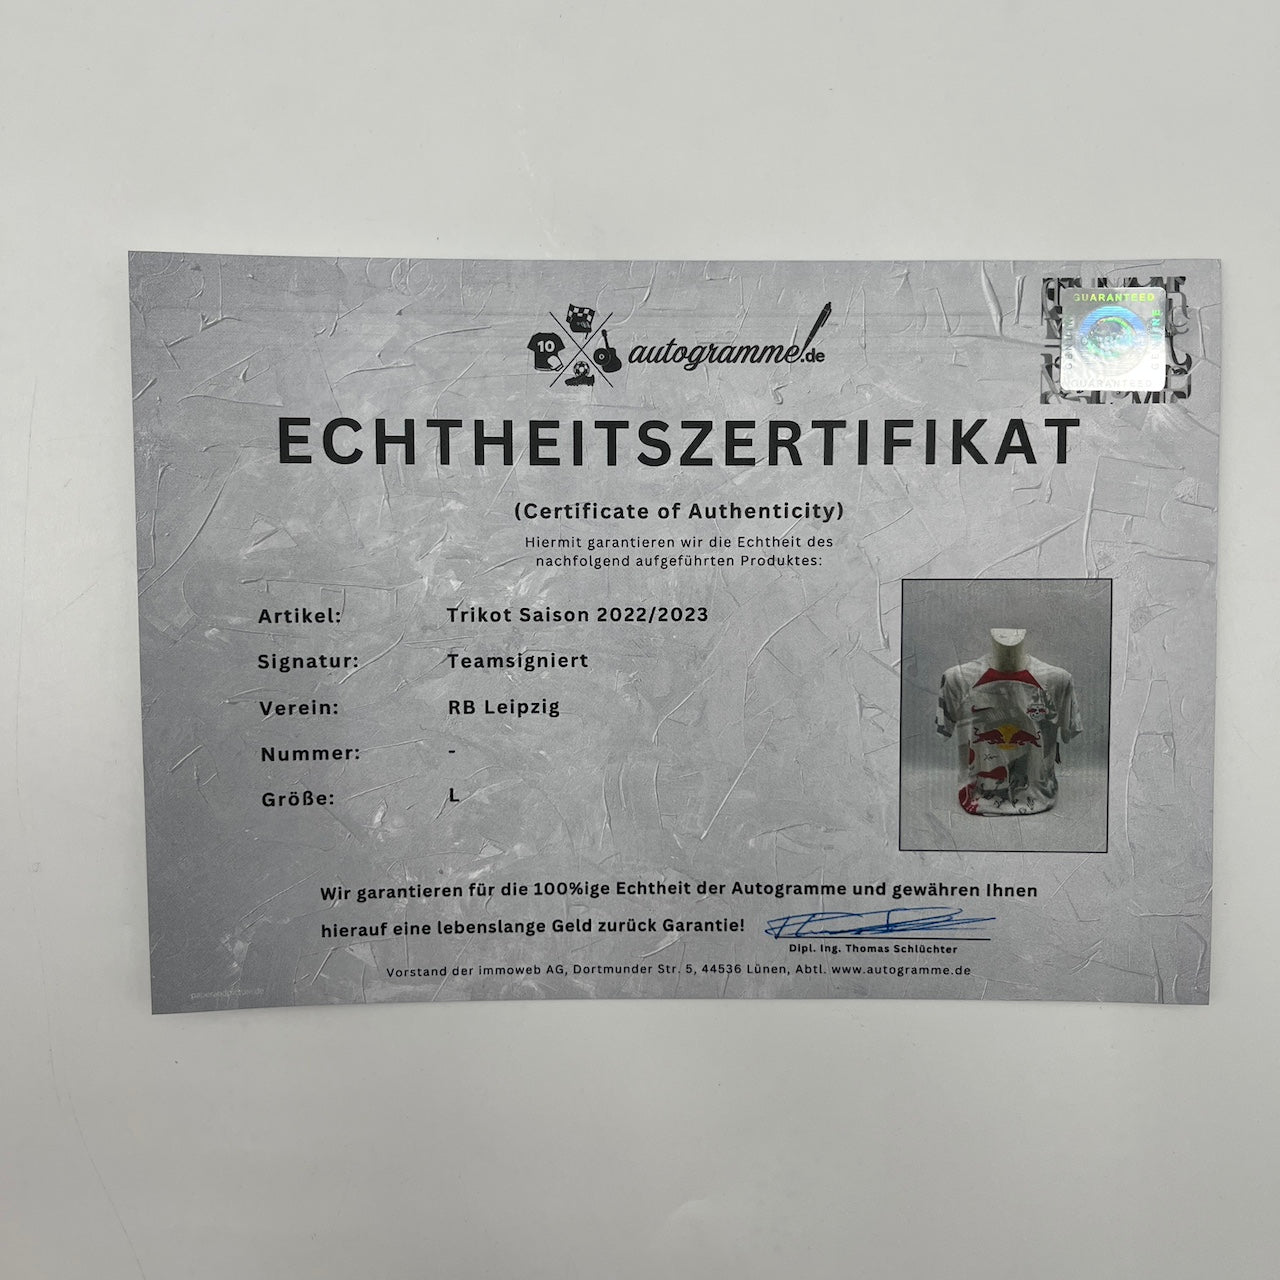 10
autogramme.de
GUARANTEED
GENUINE
GUARANTEED
ECHTHEITSZERTIFIKAT
(Certificate of Authenticity)
Hiermit garantieren wir die Echtheit des
nachfolgend aufgeführten Produktes:
Artikel: Trikot Saison 2022/2023
Signatur: Teamsigniert
Verein: RB Leipzig
Nummer: -
Größe: L
Wir garantieren für die 100%ige Echtheit der Autogramme und gewähren Ihnen
hierauf eine lebenslange Geld zurück Garantie!
Dipl. Ing. Thomas Schlüchter
Vorstand der immoweb AG, Dortmunder Str. 5, 44536 Lünen, Abtl. www.autogramme.de